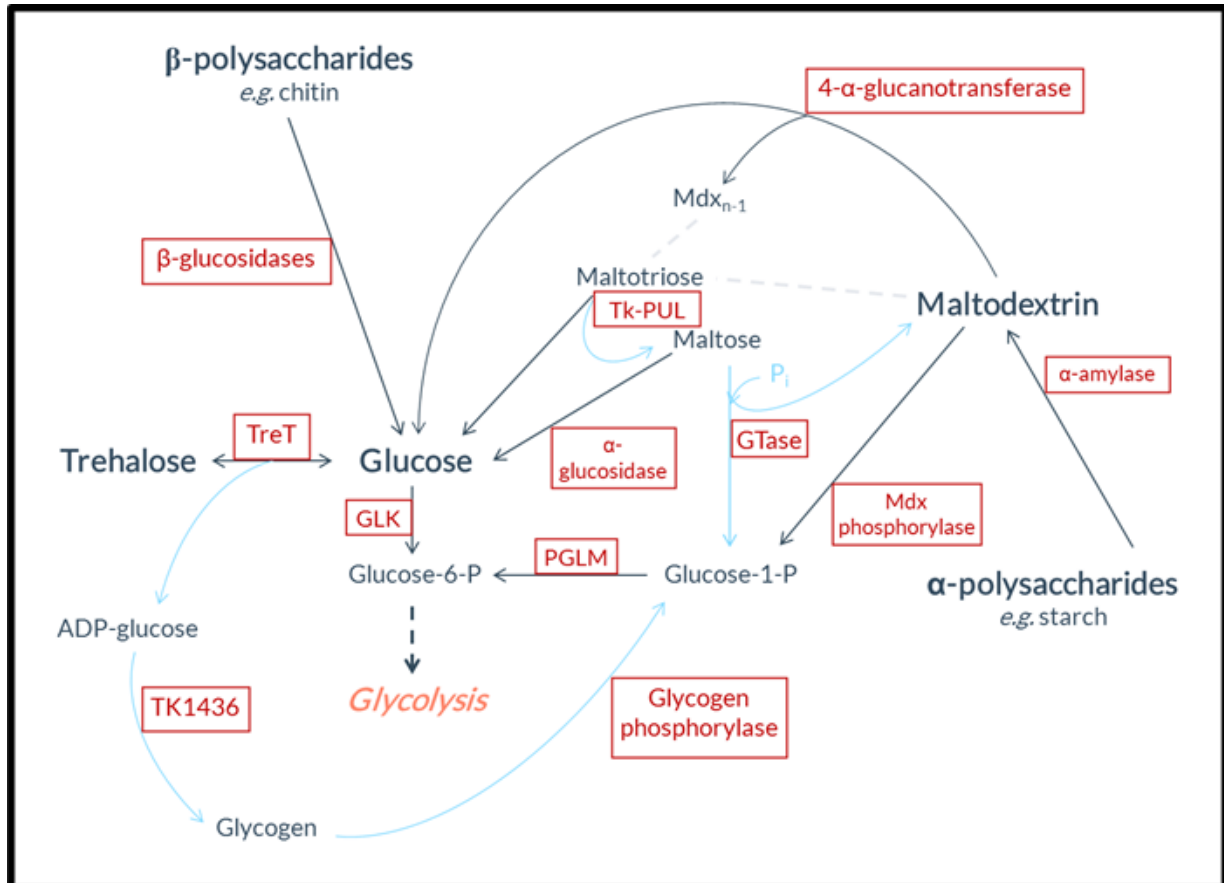 β-polysaccharides
e.g. chitin
4-α-glucanotransferase
Mdxn-1
β-glucosidases
Maltotriose
Tk-PUL
Maltose
Maltodextrin
Pi
α-amylase
TreT
Trehalose
Glucose
α-
glucosidase
GTase
GLK
Mdx
phosphorylase
PGLM
Glucose-6-P
Glucose-1-P
α-polysaccharides
e.g. starch
ADP-glucose
TK1436
Glycolysis
Glycogen
phosphorylase
Glycogen